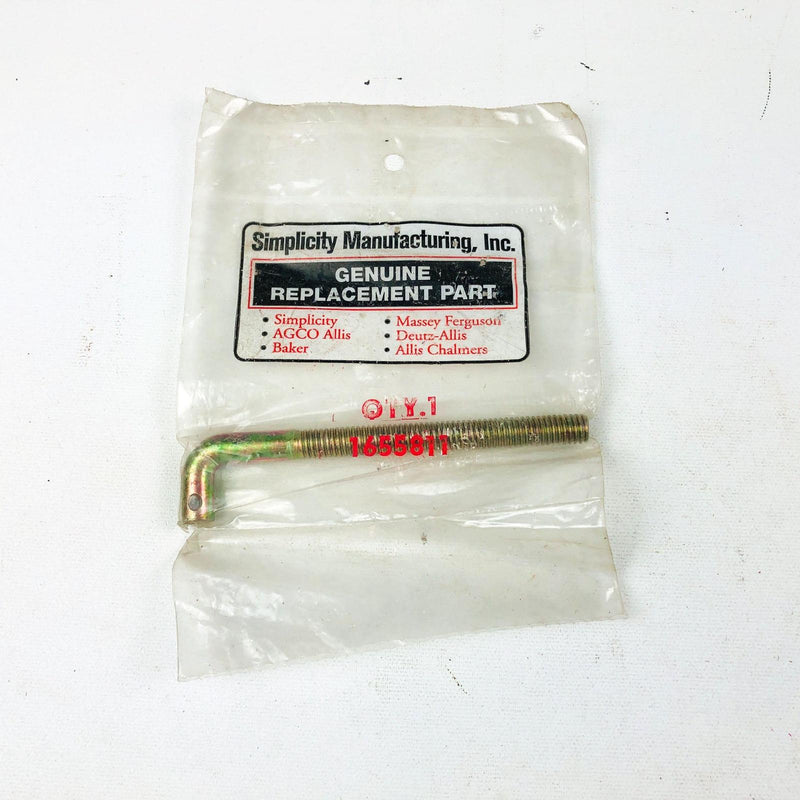 Simplicity Manufacturing, Inc.
GENUINE
REPLACEMENT PART
• Simplicity
• AGCO Allis
• Baker
• Massey Ferguson
• Deutz-Allis
• Allis Chalmers
QTY.1
1655811